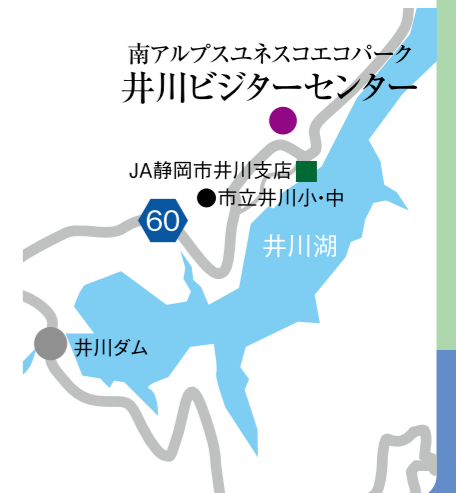 南アルプスユネスコエコパーク
井川ビジターセンター
JA静岡市井川支店
市立井川小・中
60
井川湖
井川ダム